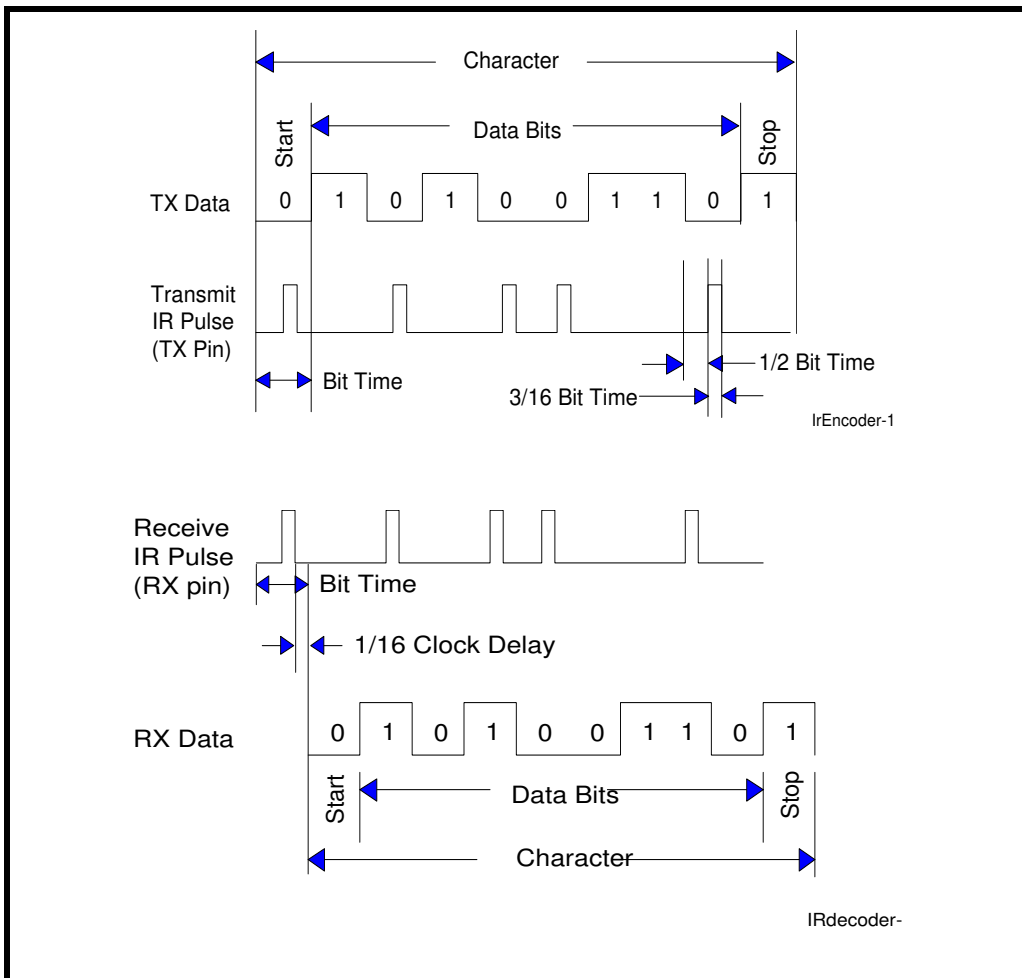 Character
Start
Data Bits
Stop
TX Data
0 1 0 1 0 0 1 1 0 1
Transmit
IR Pulse
(TX Pin)
Bit Time
1/2 Bit Time
3/16 Bit Time
IrEncoder-1
Receive
IR Pulse
(RX pin)
Bit Time
1/16 Clock Delay
RX Data
0 1 0 1 0 0 1 1 0 1
Start
Data Bits
Stop
Character
IRdecoder-